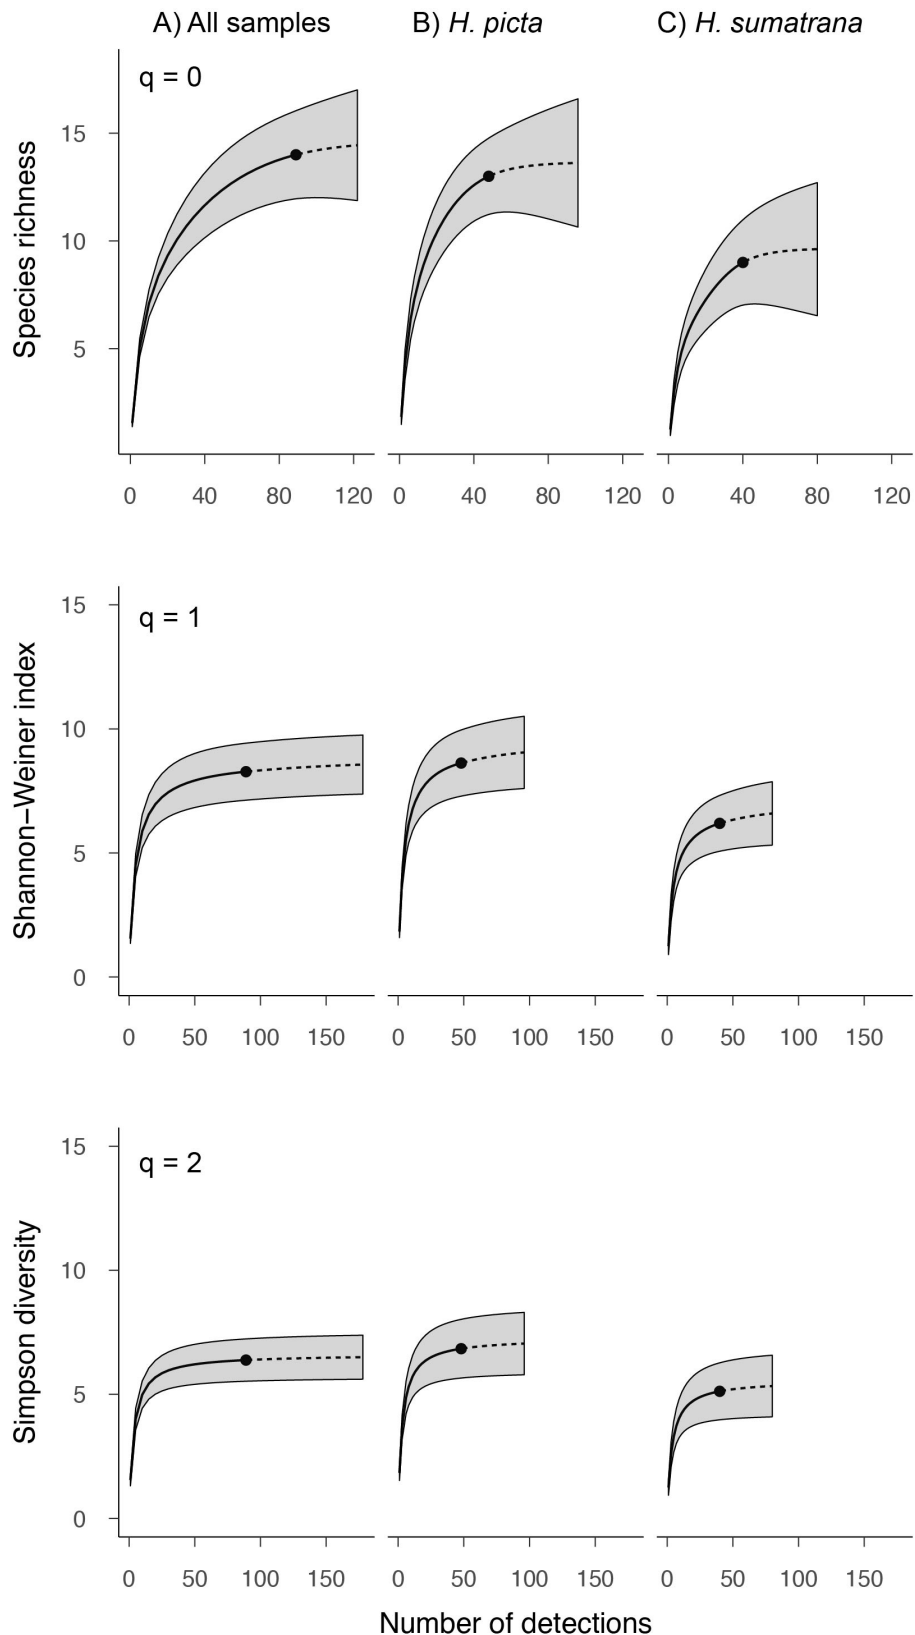 A) All samples
B) H. picta
C) H. sumatrana
q = 0
Species richness
15
10
5
0 40 80 120
0 40 80 120
0 40 80 120
q = 1
Shannon–Weiner index
15
10
5
0
0 50 100 150
0 50 100 150
0 50 100 150
q = 2
Simpson diversity
15
10
5
0
0 50 100 150
0 50 100 150
0 50 100 150
Number of detections